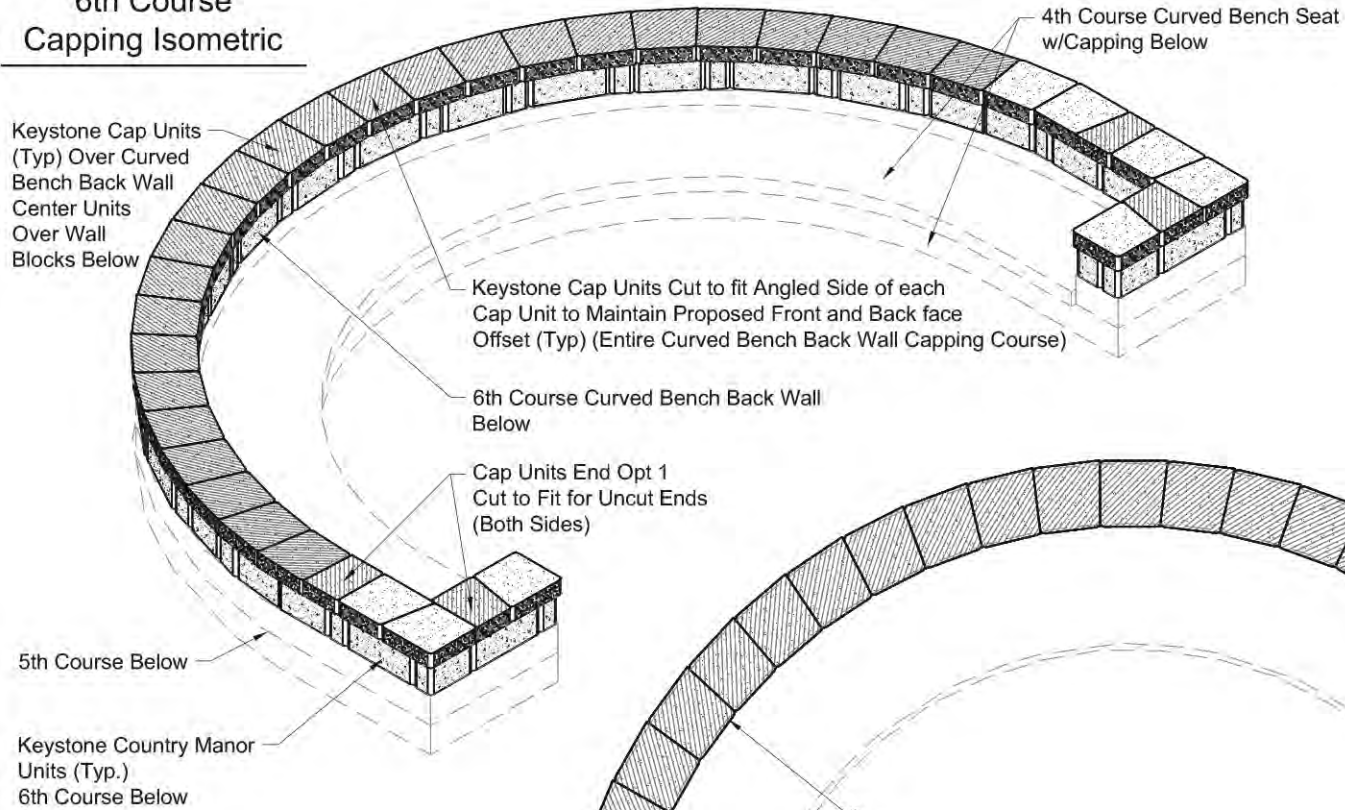 6th Course
Capping Isometric
4th Course Curved Bench Seat
w/Capping Below
Keystone Cap Units
(Typ) Over Curved
Bench Back Wall
Center Units
Over Wall
Blocks Below
Keystone Cap Units Cut to fit Angled Side of each
Cap Unit to Maintain Proposed Front and Back face
Offset (Typ) (Entire Curved Bench Back Wall Capping Course)
6th Course Curved Bench Back Wall
Below
Cap Units End Opt 1
Cut to Fit for Uncut Ends
(Both Sides)
5th Course Below
Keystone Country Manor
Units (Typ.)
6th Course Below